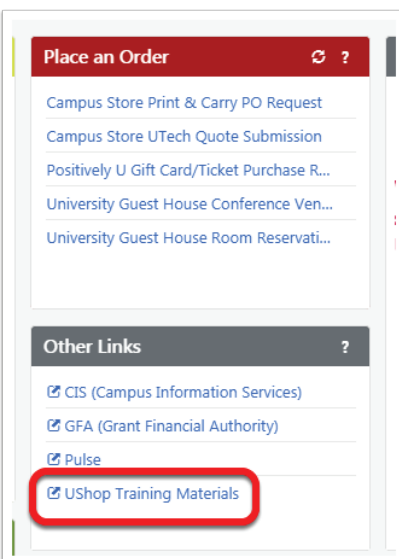 Place an Order ?
Campus Store Print & Carry PO Request
Campus Store UTech Quote Submission
Positively U Gift Card/Ticket Purchase R...
University Guest House Conference Ven...
University Guest House Room Reservati...
Other Links ?
CIS (Campus Information Services)
GFA (Grant Financial Authority)
Pulse
UShop Training Materials